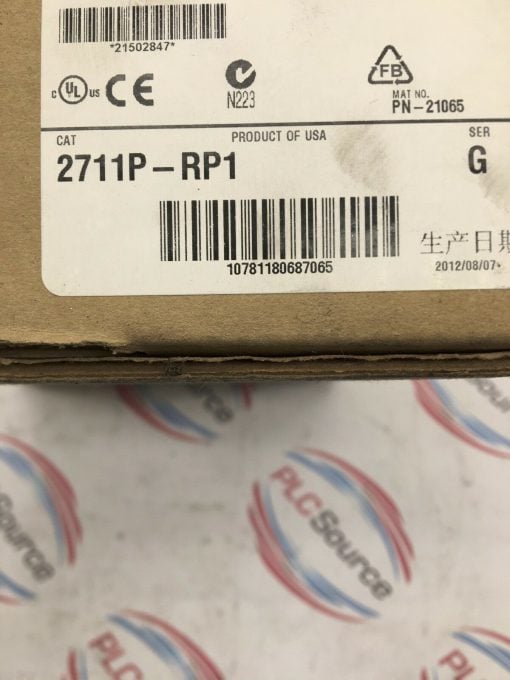 *21502847*
C UL US CE
N223
FB
MAT NO.
PN-21065
CAT
PRODUCT OF USA
SER
2711P-RP1
G
10781180687065
生产日期
2012/08/07
PLC Source
PLC Source
PLC Source